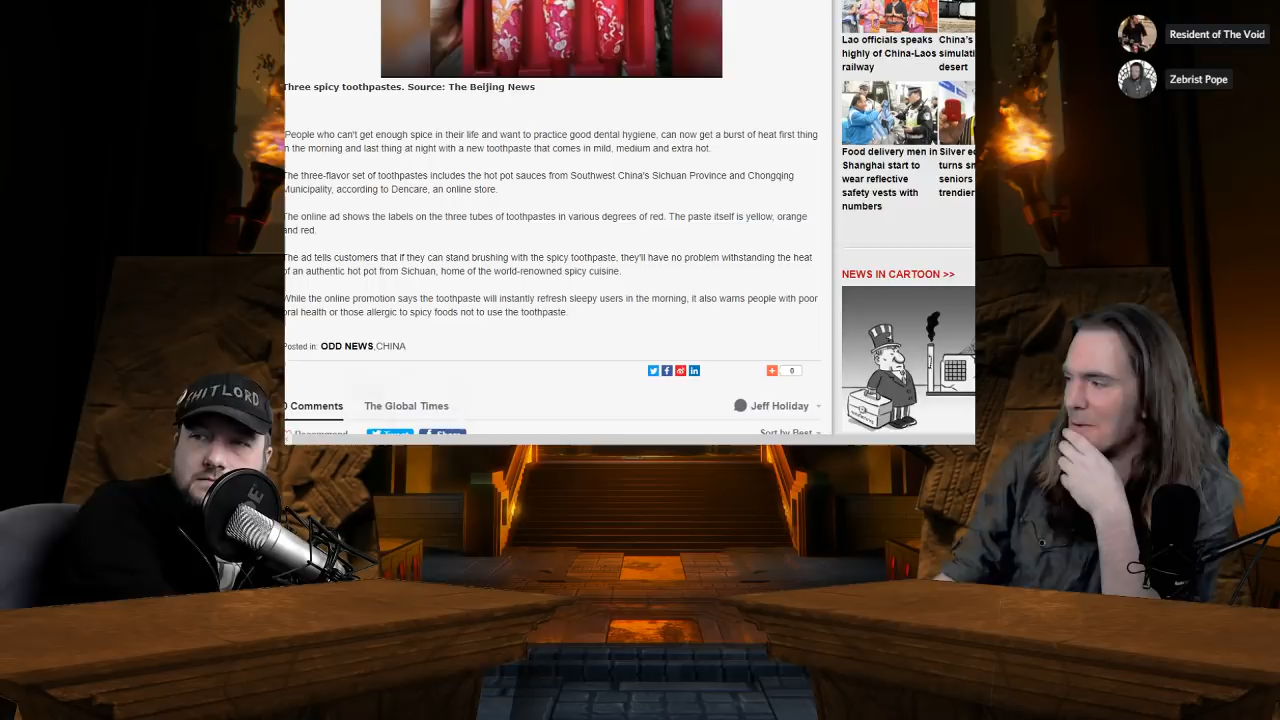 Three spicy toothpastes. Source: The Beijing News
People who can't get enough spice in their life and want to practice good dental hygiene, can now get a burst of heat first thing
in the morning and last thing at night with a new toothpaste that comes in mild, medium and extra hot.
The three-flavor set of toothpastes includes the hot pot sauces from Southwest China's Sichuan Province and Chongqing
Municipality, according to Dencare, an online store.
The online ad shows the labels on the three tubes of toothpastes in various degrees of red. The paste itself is yellow, orange
and red.
The ad tells customers that if they can stand brushing with the spicy toothpaste, they'll have no problem withstanding the heat
of an authentic hot pot from Sichuan, home of the world-renowned spicy cuisine.
While the online promotion says the toothpaste will instantly refresh sleepy users in the morning, it also warns people with poor
oral health or those allergic to spicy foods not to use the toothpaste.
Posted in: ODD NEWS,CHINA
0
0 Comments The Global Times Jeff Holiday
Recommend Tweet Share Sort by Best
Lao officials speaks
highly of China-Laos
railway
China's
simulati
desert
Food delivery men in
Shanghai start to
wear reflective
safety vests with
numbers
Silver e
turns sn
seniors
trendier
NEWS IN CARTOON >>
Resident of The Void
Zebrist Pope
SHITLORD